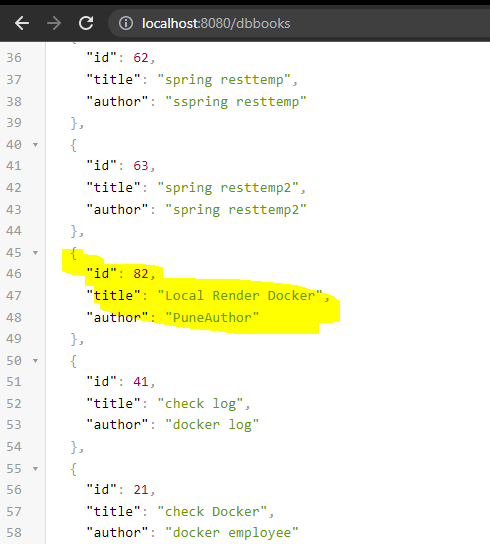 localhost:8080/dbbooks
36 "id": 62,
37 "title": "spring resttemp",
38 "author": "sspring resttemp"
39 },
40 {
41 "id": 63,
42 "title": "spring resttemp2",
43 "author": "spring resttemp2"
44 },
45 {
46 "id": 82,
47 "title": "Local Render Docker",
48 "author": "PuneAuthor"
49 },
50 {
51 "id": 41,
52 "title": "check log",
53 "author": "docker log"
54 },
55 {
56 "id": 21,
57 "title": "check Docker",
58 "author": "docker employee"